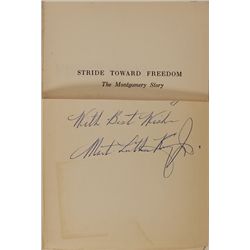 STRIDE TOWARD FREEDOM
The Montgomery Story
With Best Wishes
Martin Luther King Jr.